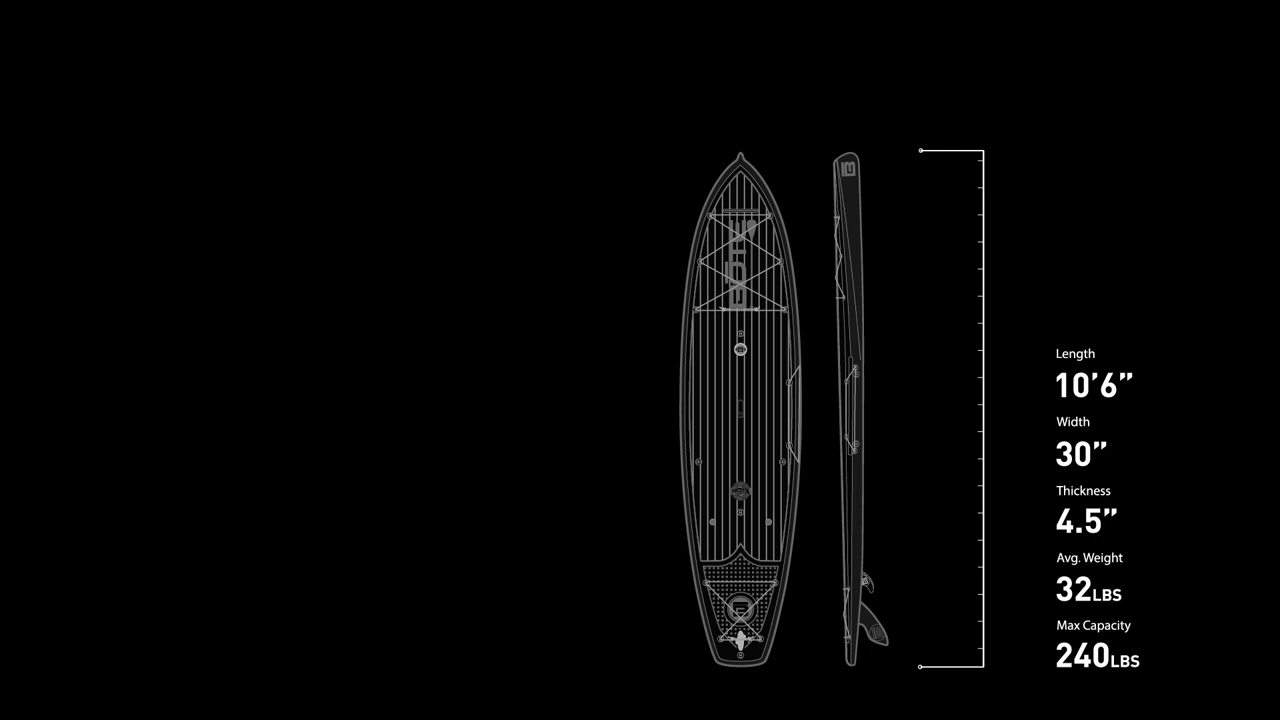 Length
10’6”
Width
30”
Thickness
4.5”
Avg. Weight
32LBS
Max Capacity
240LBS